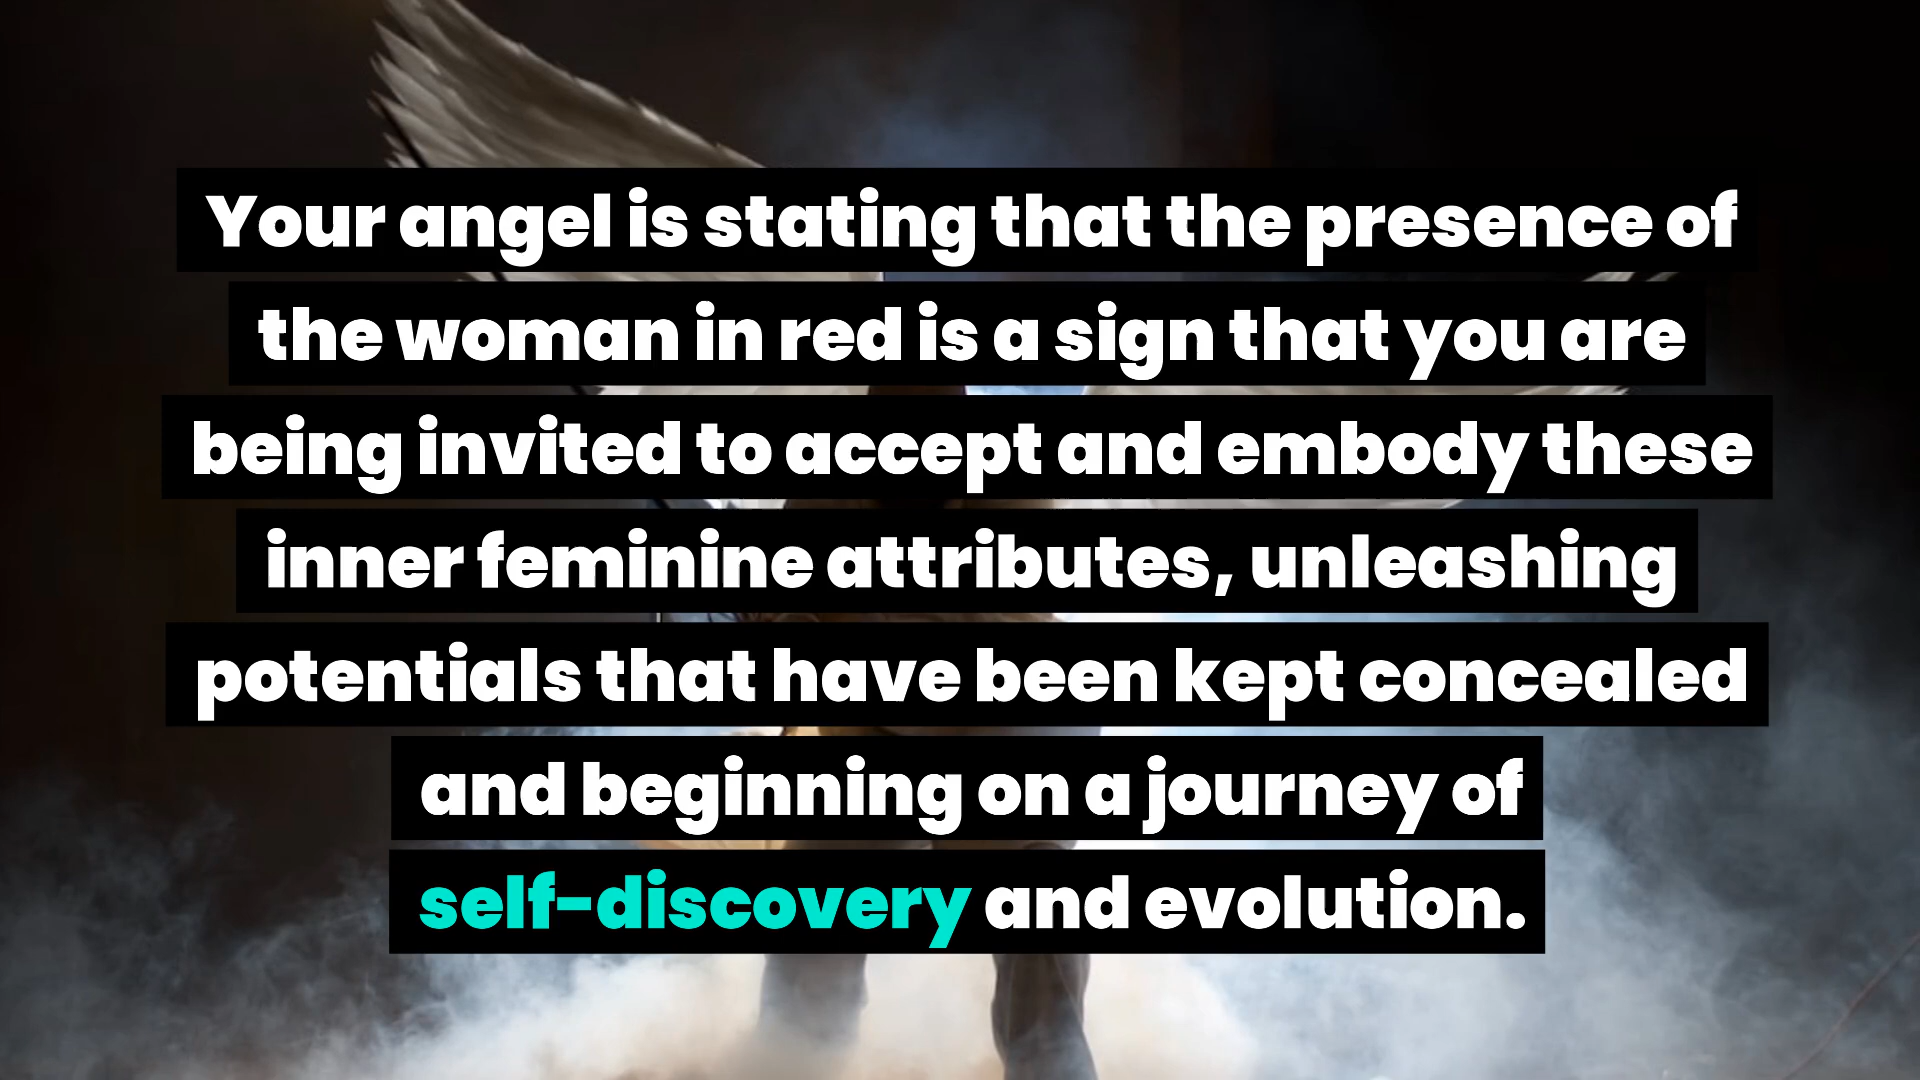 Your angel is stating that the presence of
the woman in red is a sign that you are
being invited to accept and embody these
inner feminine attributes, unleashing
potentials that have been kept concealed
and beginning on a journey of
self-discovery and evolution.